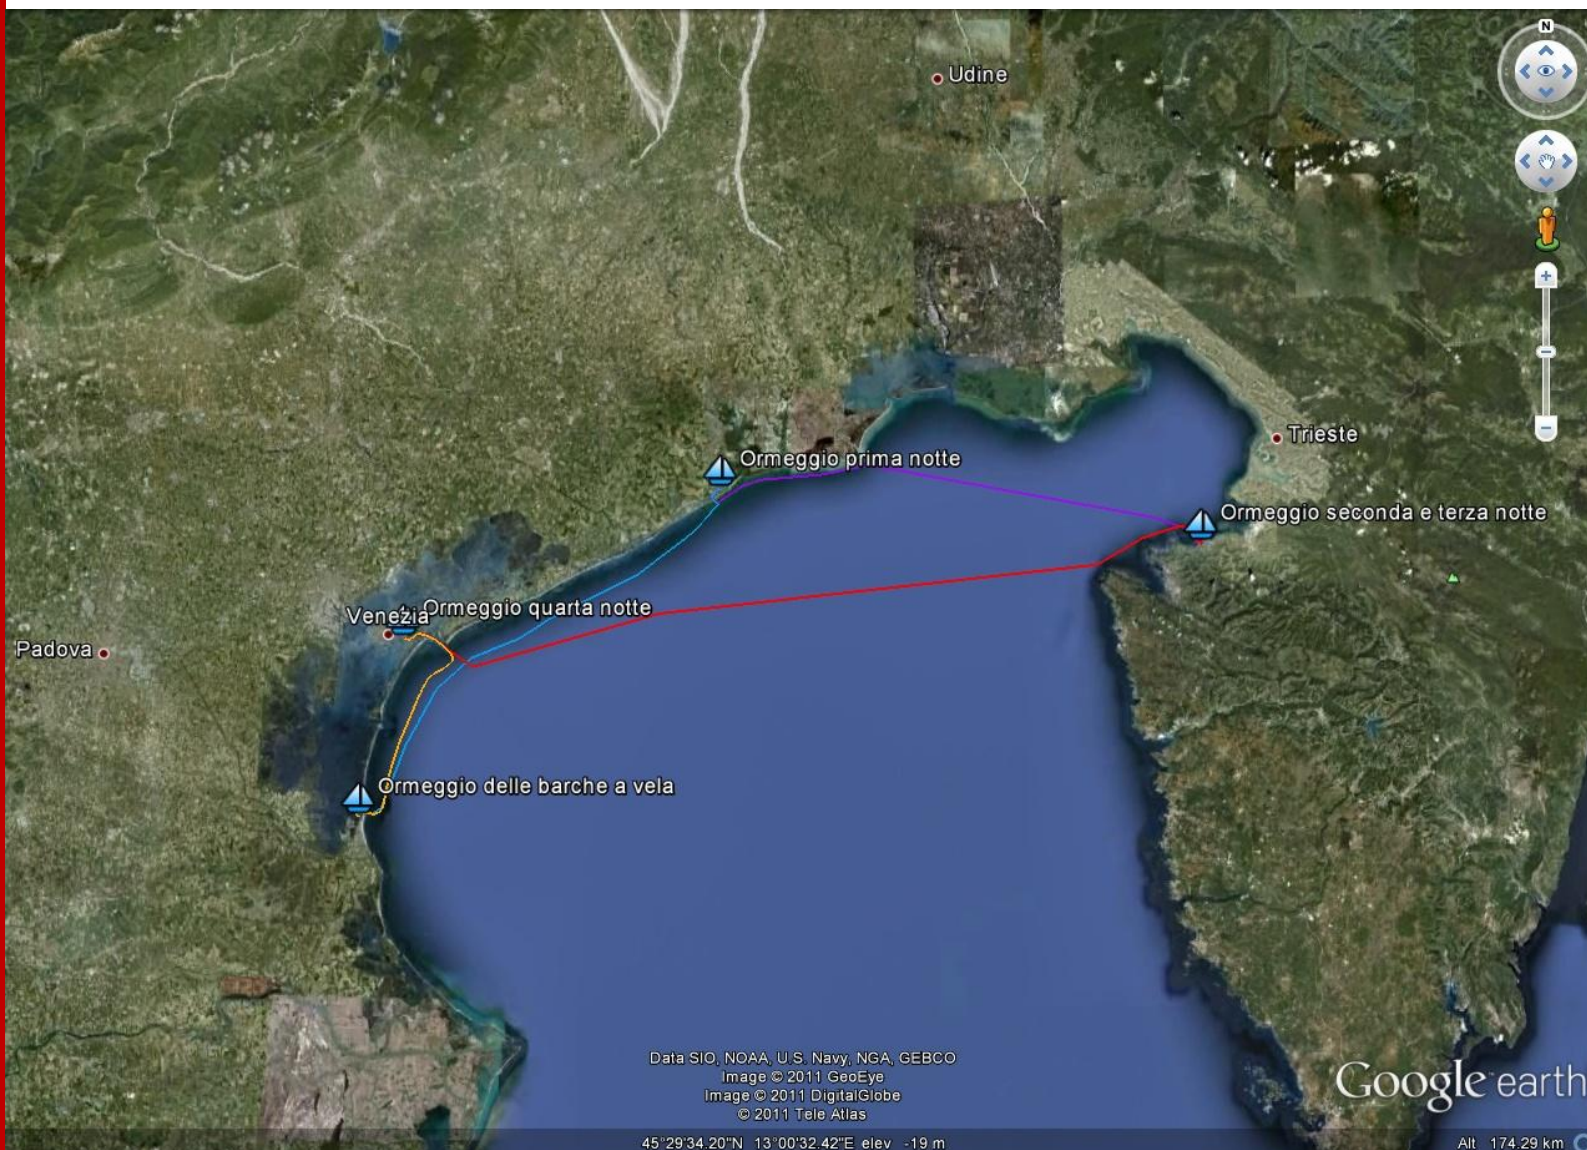 N
Udine
Trieste
Ormeggio prima notte
Ormeggio seconda e terza notte
Ormeggio quarta notte
Venezia
Padova
Ormeggio delle barche a vela
Data SIO, NOAA, U.S. Navy, NGA, GEBCO
Image © 2011 GeoEye
Image © 2011 DigitalGlobe
© 2011 Tele Atlas
Google earth
45°29'34.20"N 13°00'32.42"E elev -19 m
Alt 174.29 km